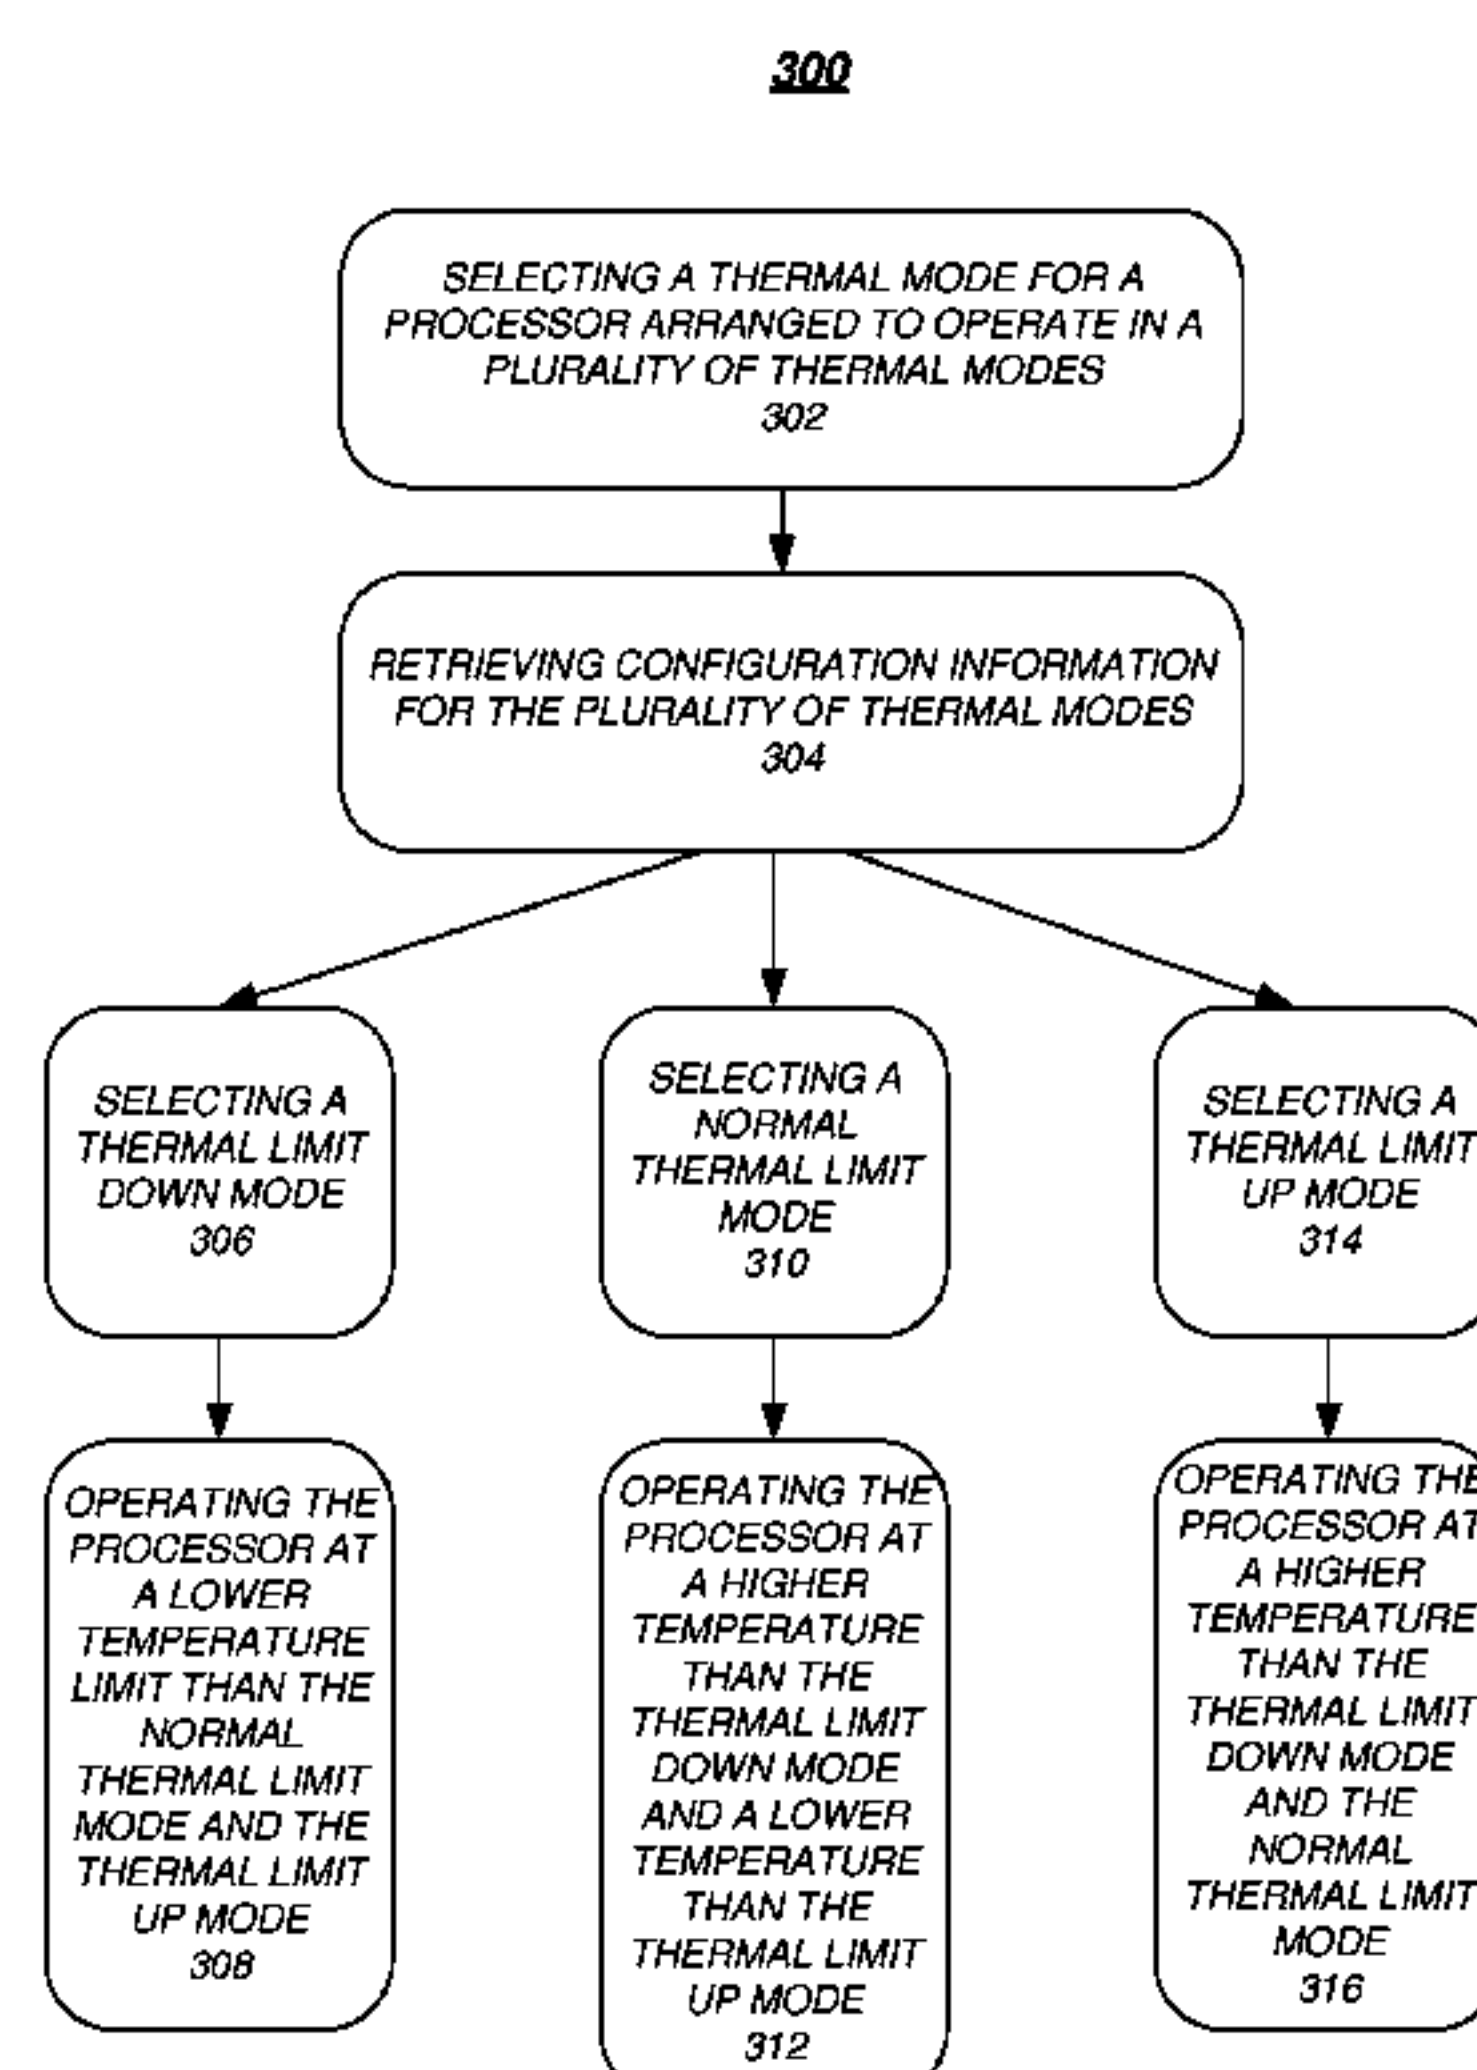 300
SELECTING A THERMAL MODE FOR A
PROCESSOR ARRANGED TO OPERATE IN A
PLURALITY OF THERMAL MODES
302
RETRIEVING CONFIGURATION INFORMATION
FOR THE PLURALITY OF THERMAL MODES
304
SELECTING A
THERMAL LIMIT
DOWN MODE
306
SELECTING A
NORMAL
THERMAL LIMIT
MODE
310
SELECTING A
THERMAL LIMIT
UP MODE
314
OPERATING THE
PROCESSOR AT
A LOWER
TEMPERATURE
LIMIT THAN THE
NORMAL
THERMAL LIMIT
MODE AND THE
THERMAL LIMIT
UP MODE
308
OPERATING THE
PROCESSOR AT
A HIGHER
TEMPERATURE
THAN THE
THERMAL LIMIT
DOWN MODE
AND A LOWER
TEMPERATURE
THAN THE
THERMAL LIMIT
UP MODE
312
OPERATING THE
PROCESSOR AT
A HIGHER
TEMPERATURE
THAN THE
THERMAL LIMIT
DOWN MODE
AND THE
NORMAL
THERMAL LIMIT
MODE
316